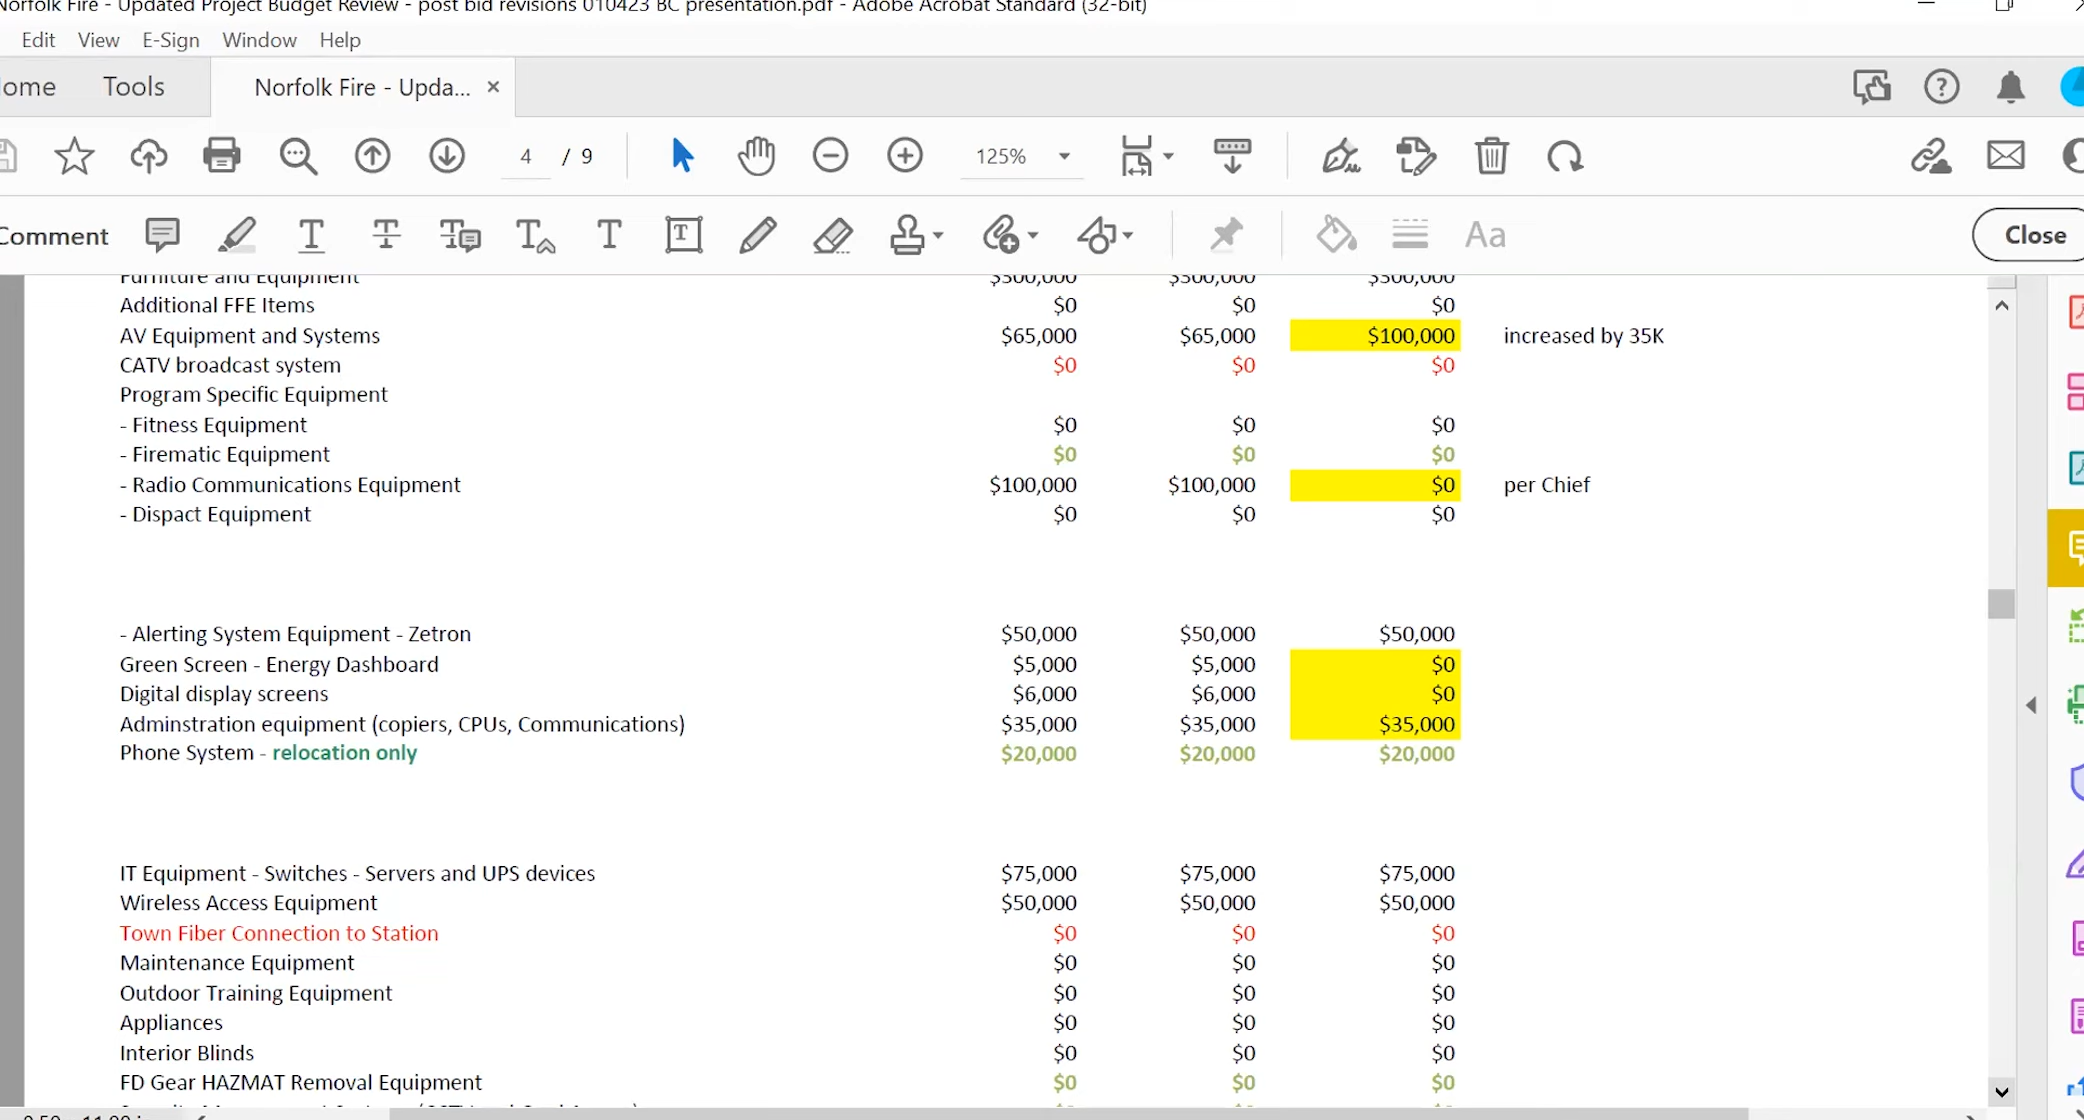 Norfolk Fire - Updated Project Budget Review - post bid revisions 010423 BC presentation.pdf - Adobe Acrobat Standard (32-bit)
Edit View E-Sign Window Help
ome Tools Norfolk Fire - Upda... ×
4 / 9 125%
Comment Aa Close
Furniture and Equipment $300,000 $300,000 $300,000
Additional FFE Items $0 $0 $0
AV Equipment and Systems $65,000 $65,000 $100,000 increased by 35K
CATV broadcast system $0 $0 $0
Program Specific Equipment
- Fitness Equipment $0 $0 $0
- Firematic Equipment $0 $0 $0
- Radio Communications Equipment $100,000 $100,000 $0 per Chief
- Dispact Equipment $0 $0 $0
- Alerting System Equipment - Zetron $50,000 $50,000 $50,000
Green Screen - Energy Dashboard $5,000 $5,000 $0
Digital display screens $6,000 $6,000 $0
Adminstration equipment (copiers, CPUs, Communications) $35,000 $35,000 $35,000
Phone System - relocation only $20,000 $20,000 $20,000
IT Equipment - Switches - Servers and UPS devices $75,000 $75,000 $75,000
Wireless Access Equipment $50,000 $50,000 $50,000
Town Fiber Connection to Station $0 $0 $0
Maintenance Equipment $0 $0 $0
Outdoor Training Equipment $0 $0 $0
Appliances $0 $0 $0
Interior Blinds $0 $0 $0
FD Gear HAZMAT Removal Equipment $0 $0 $0